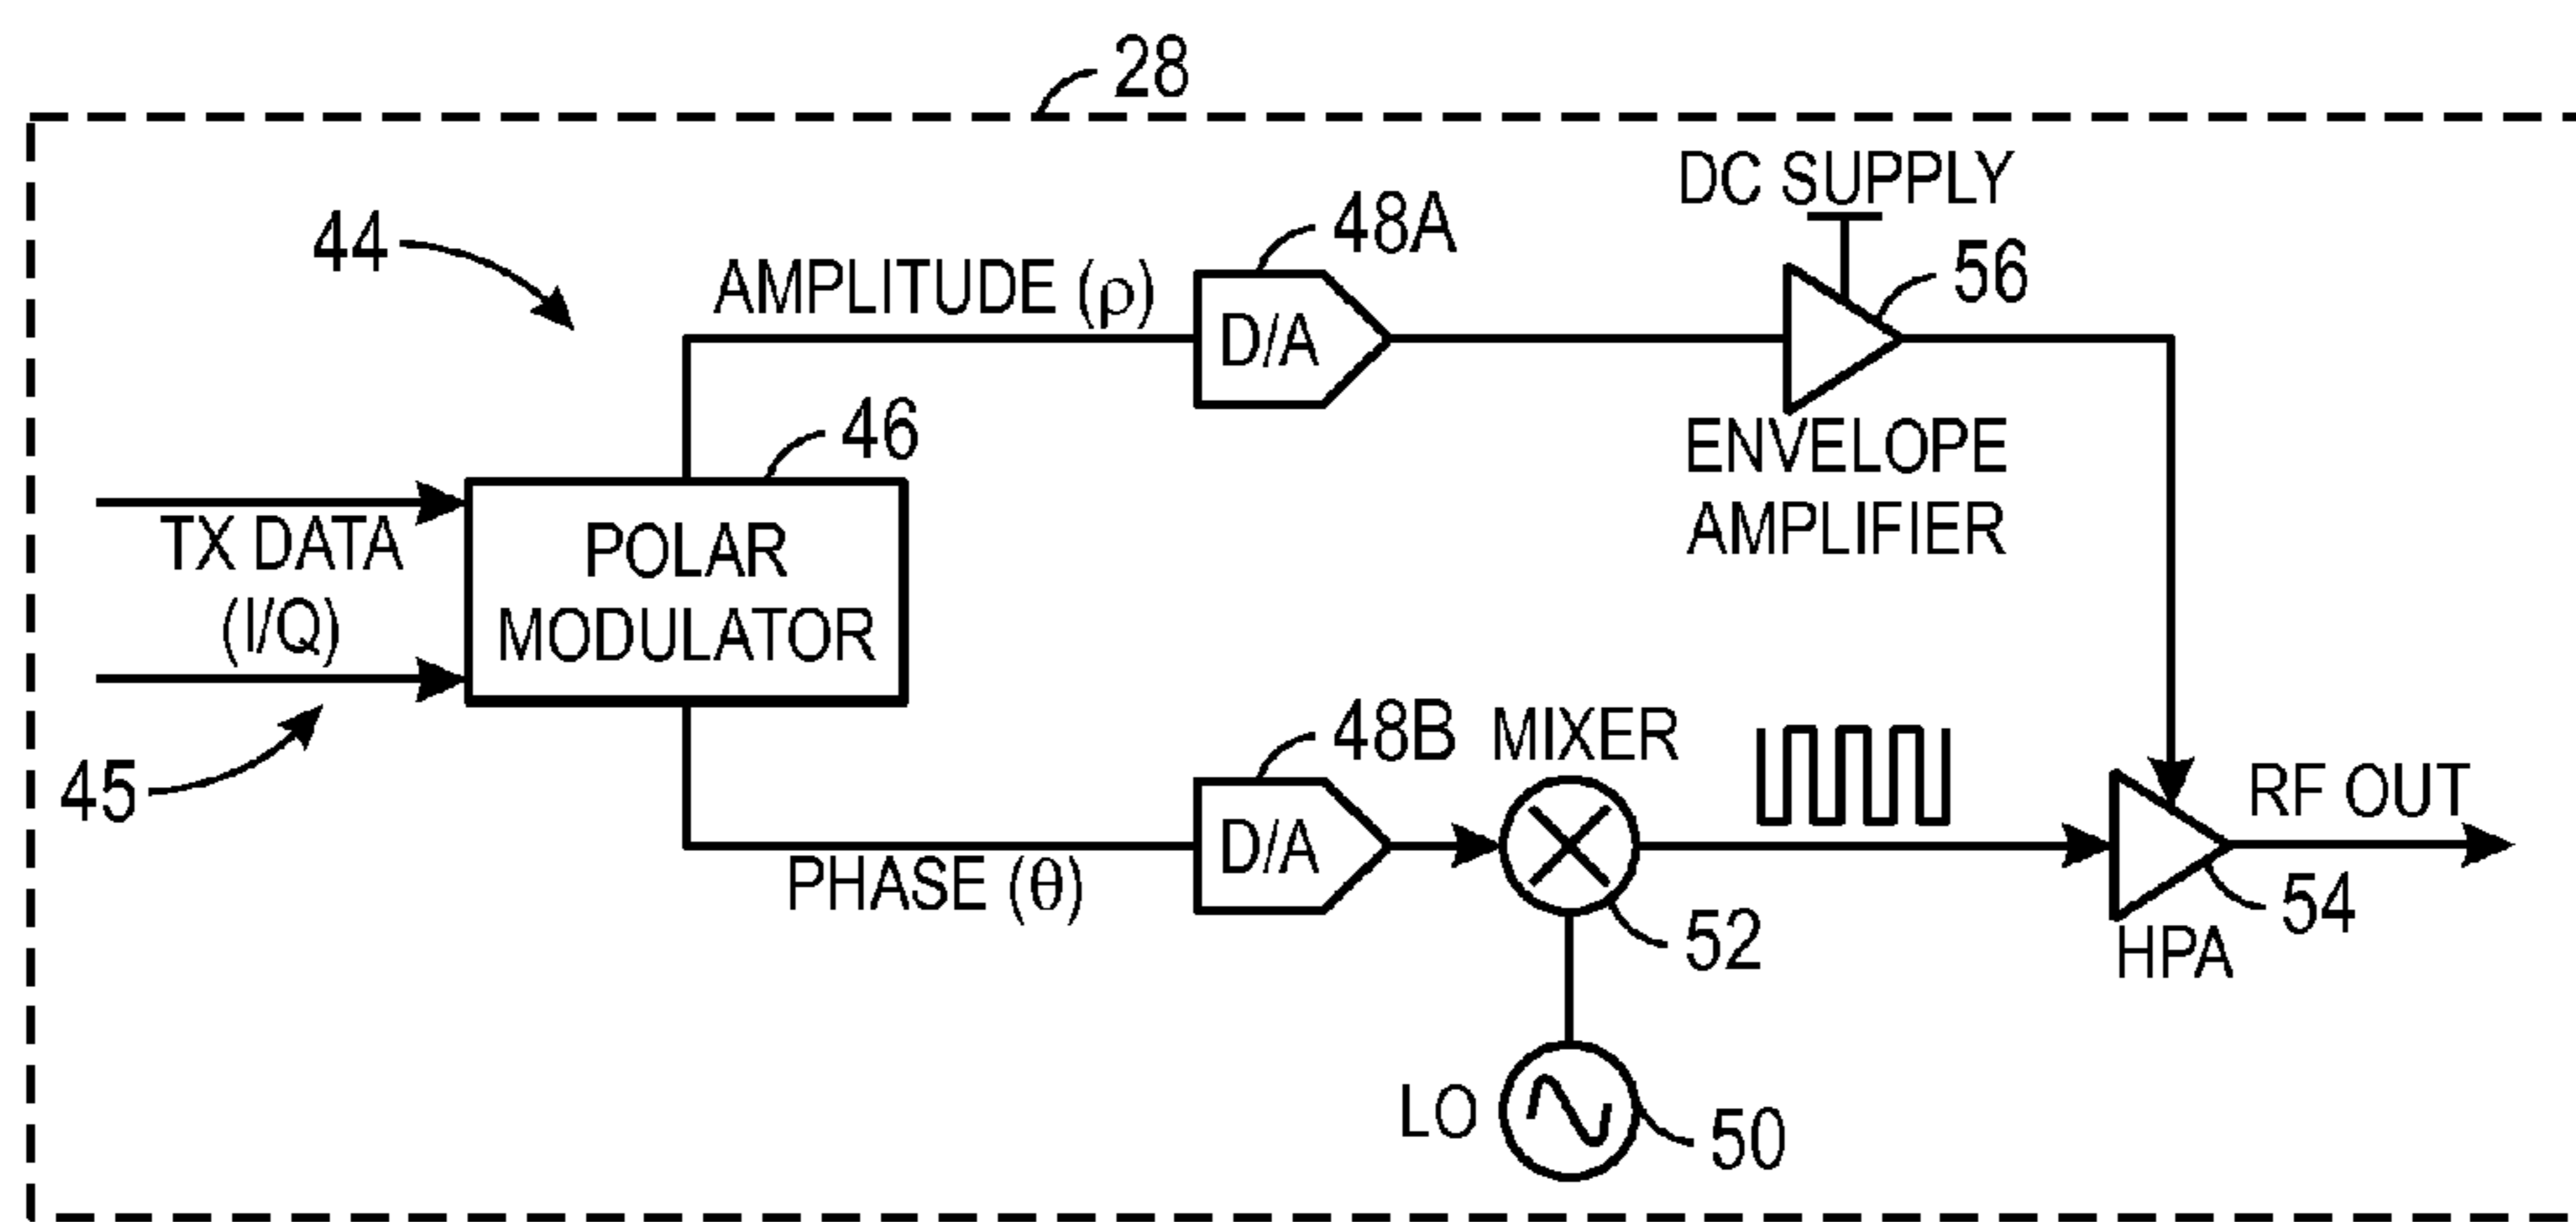 28
DC SUPPLY
44
48A
56
AMPLITUDE (ρ)
D/A
46
ENVELOPE
AMPLIFIER
TX DATA
(I/Q)
POLAR
MODULATOR
45
48B
MIXER
RF OUT
D/A
PHASE (θ)
54
52
HPA
LO
50